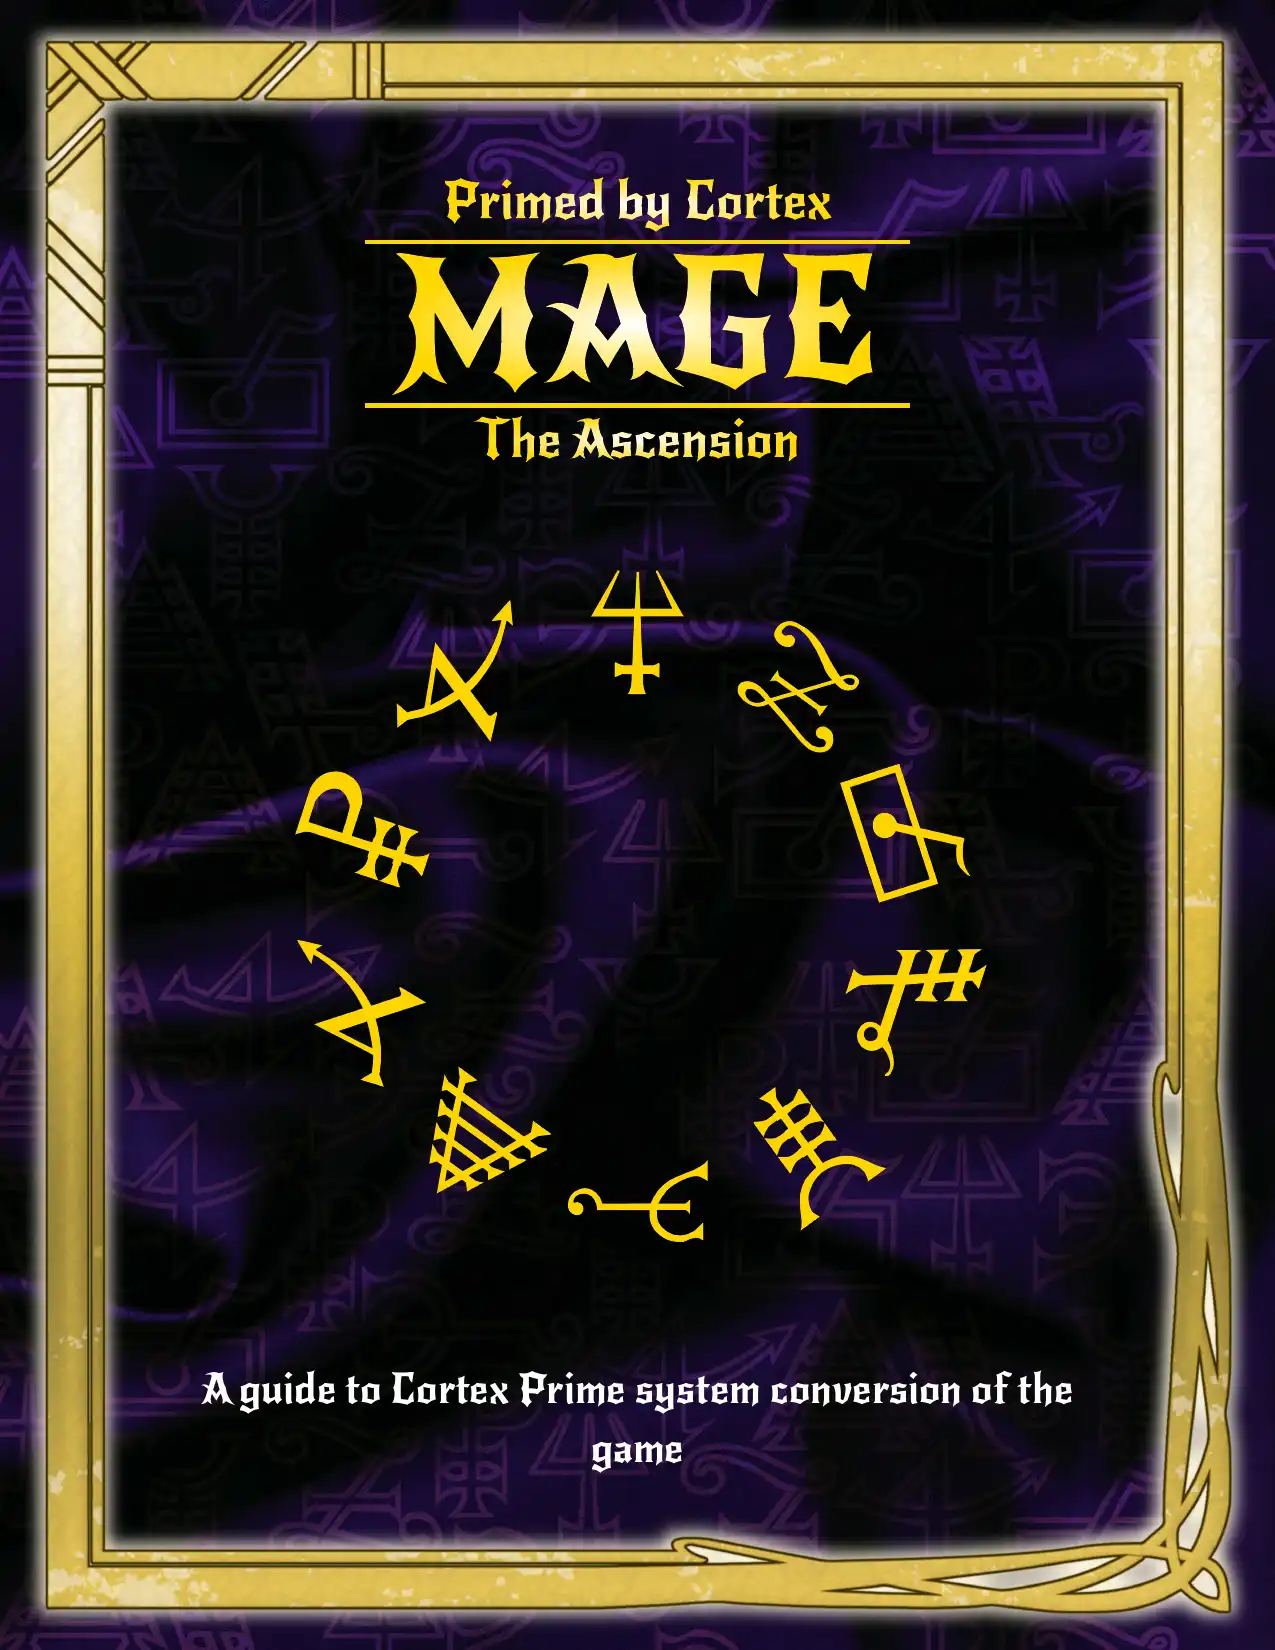 Primed by Cortex
MAGE
The Ascension
A guide to Cortex Prime system conversion of the
game